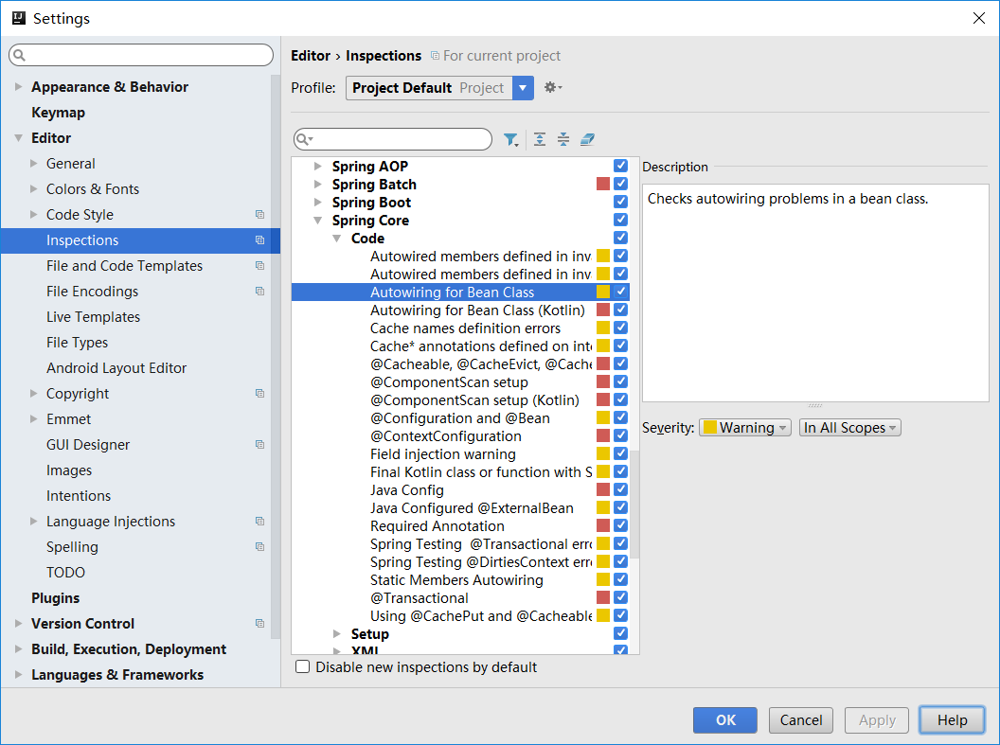 Settings
Appearance & Behavior
Keymap
Editor
General
Colors & Fonts
Code Style
Inspections
File and Code Templates
File Encodings
Live Templates
File Types
Android Layout Editor
Copyright
Emmet
GUI Designer
Images
Intentions
Language Injections
Spelling
TODO
Plugins
Version Control
Build, Execution, Deployment
Languages & Frameworks
Editor › Inspections For current project
Profile: Project Default Project
Spring AOP
Spring Batch
Spring Boot
Spring Core
Code
Autowired members defined in inva
Autowired members defined in inva
Autowiring for Bean Class
Autowiring for Bean Class (Kotlin)
Cache names definition errors
Cache* annotations defined on inte
@Cacheable, @CacheEvict, @Cache
@ComponentScan setup
@ComponentScan setup (Kotlin)
@Configuration and @Bean
@ContextConfiguration
Field injection warning
Final Kotlin class or function with S
Java Config
Java Configured @ExternalBean
Required Annotation
Spring Testing @Transactional erro
Spring Testing @DirtiesContext erro
Static Members Autowiring
@Transactional
Using @CachePut and @Cacheable
Setup
XML
Disable new inspections by default
Description
Checks autowiring problems in a bean class.
Severity: Warning In All Scopes
OK Cancel Apply Help